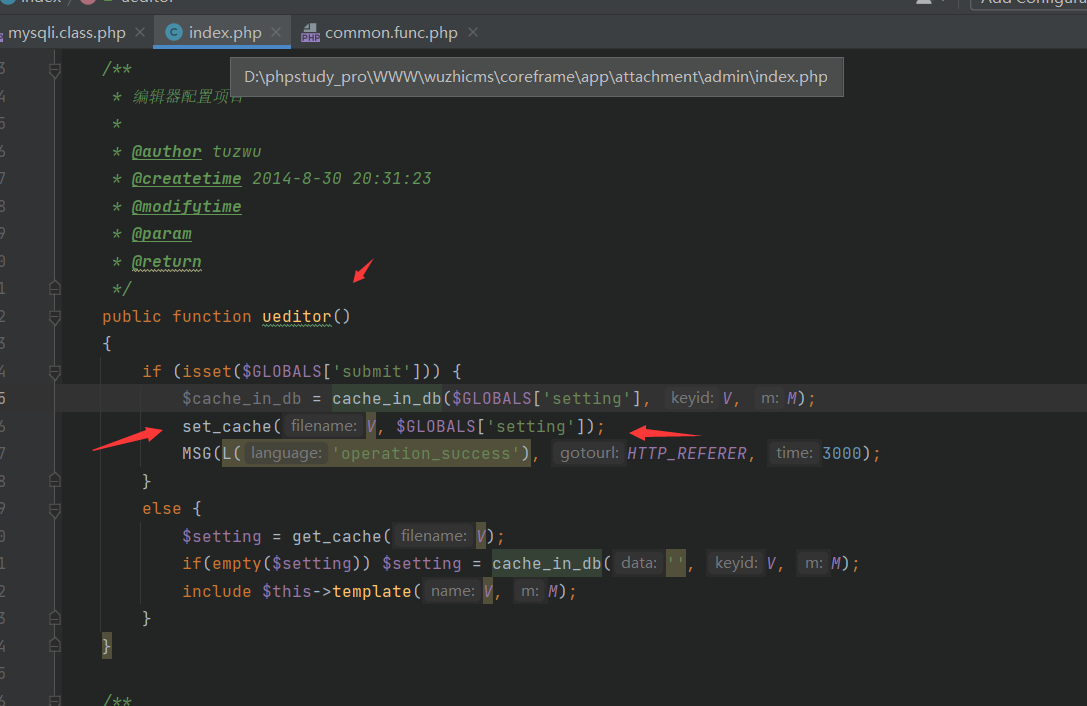 index / ueditor Add Configura
mysqli.class.php × C index.php × PHP common.func.php ×
3 /**
D:\phpstudy_pro\WWW\wuzhicms\coreframe\app\attachment\admin\index.php
4 * 编辑器配置项目
5 *
6 * @author tuzwu
7 * @createtime 2014-8-30 20:31:23
8 * @modifytime
9 * @param
0 * @return
1 */
2 public function ueditor()
3 {
4 if (isset($GLOBALS['submit'])) {
5 $cache_in_db = cache_in_db($GLOBALS['setting'], keyid: V, m: M);
6 set_cache( filename: V, $GLOBALS['setting']);
7 MSG(L( language: 'operation_success'), gotourl: HTTP_REFERER, time: 3000);
8 }
9 else {
0 $setting = get_cache( filename: V);
1 if(empty($setting)) $setting = cache_in_db( data: '', keyid: V, m: M);
2 include $this->template( name: V, m: M);
3 }
4 }
5
6 /**